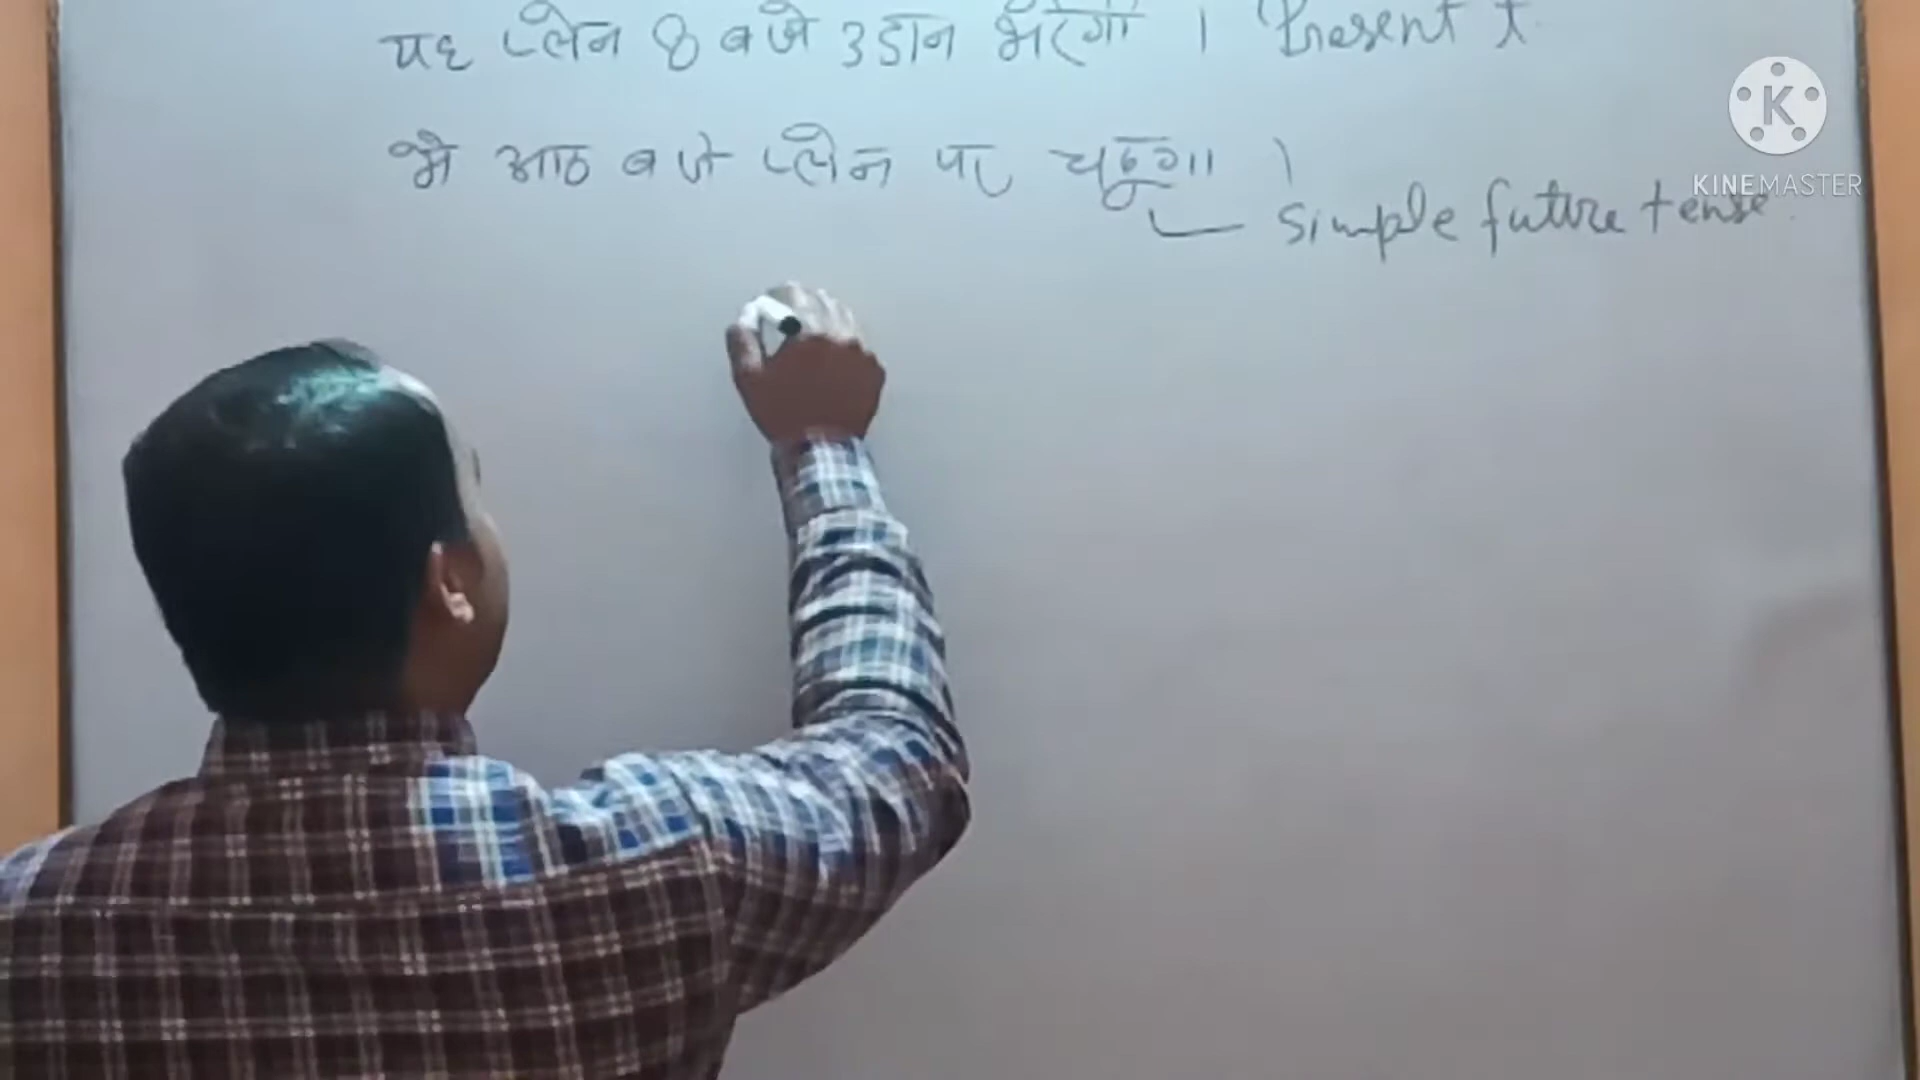 यह प्लेन 8 बजे उडान भरेगा । Present t.
मै आठ बजे प्लेन पर चढूंगा ।
simple future tense.
K
KINEMASTER